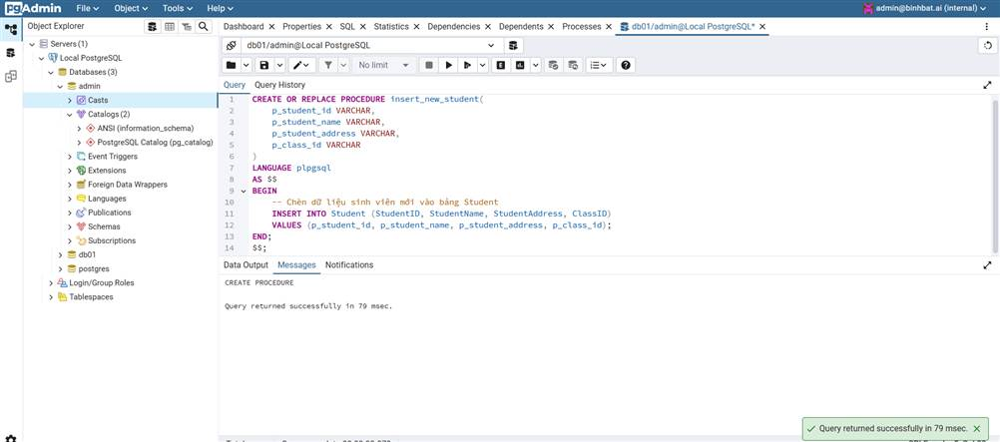 pgAdmin File Object Tools Help admin@binhbat.ai (internal)
Object Explorer
Dashboard Properties SQL Statistics Dependencies Dependents Processes db01/admin@Local PostgreSQL*
Servers (1)
Local PostgreSQL
Databases (3)
admin
Casts
Catalogs (2)
ANSI (information_schema)
PostgreSQL Catalog (pg_catalog)
Event Triggers
Extensions
Foreign Data Wrappers
Languages
Publications
Schemas
Subscriptions
db01
postgres
Login/Group Roles
Tablespaces
db01/admin@Local PostgreSQL
No limit
Query Query History
1 CREATE OR REPLACE PROCEDURE insert_new_student(
2 p_student_id VARCHAR,
3 p_student_name VARCHAR,
4 p_student_address VARCHAR,
5 p_class_id VARCHAR
6 )
7 LANGUAGE plpgsql
8 AS $$
9 BEGIN
10 -- Chèn dữ liệu sinh viên mới vào bảng Student
11 INSERT INTO Student (StudentID, StudentName, StudentAddress, ClassID)
12 VALUES (p_student_id, p_student_name, p_student_address, p_class_id);
13 END;
14 $$;
Data Output Messages Notifications
CREATE PROCEDURE
Query returned successfully in 79 msec.
Query returned successfully in 79 msec.